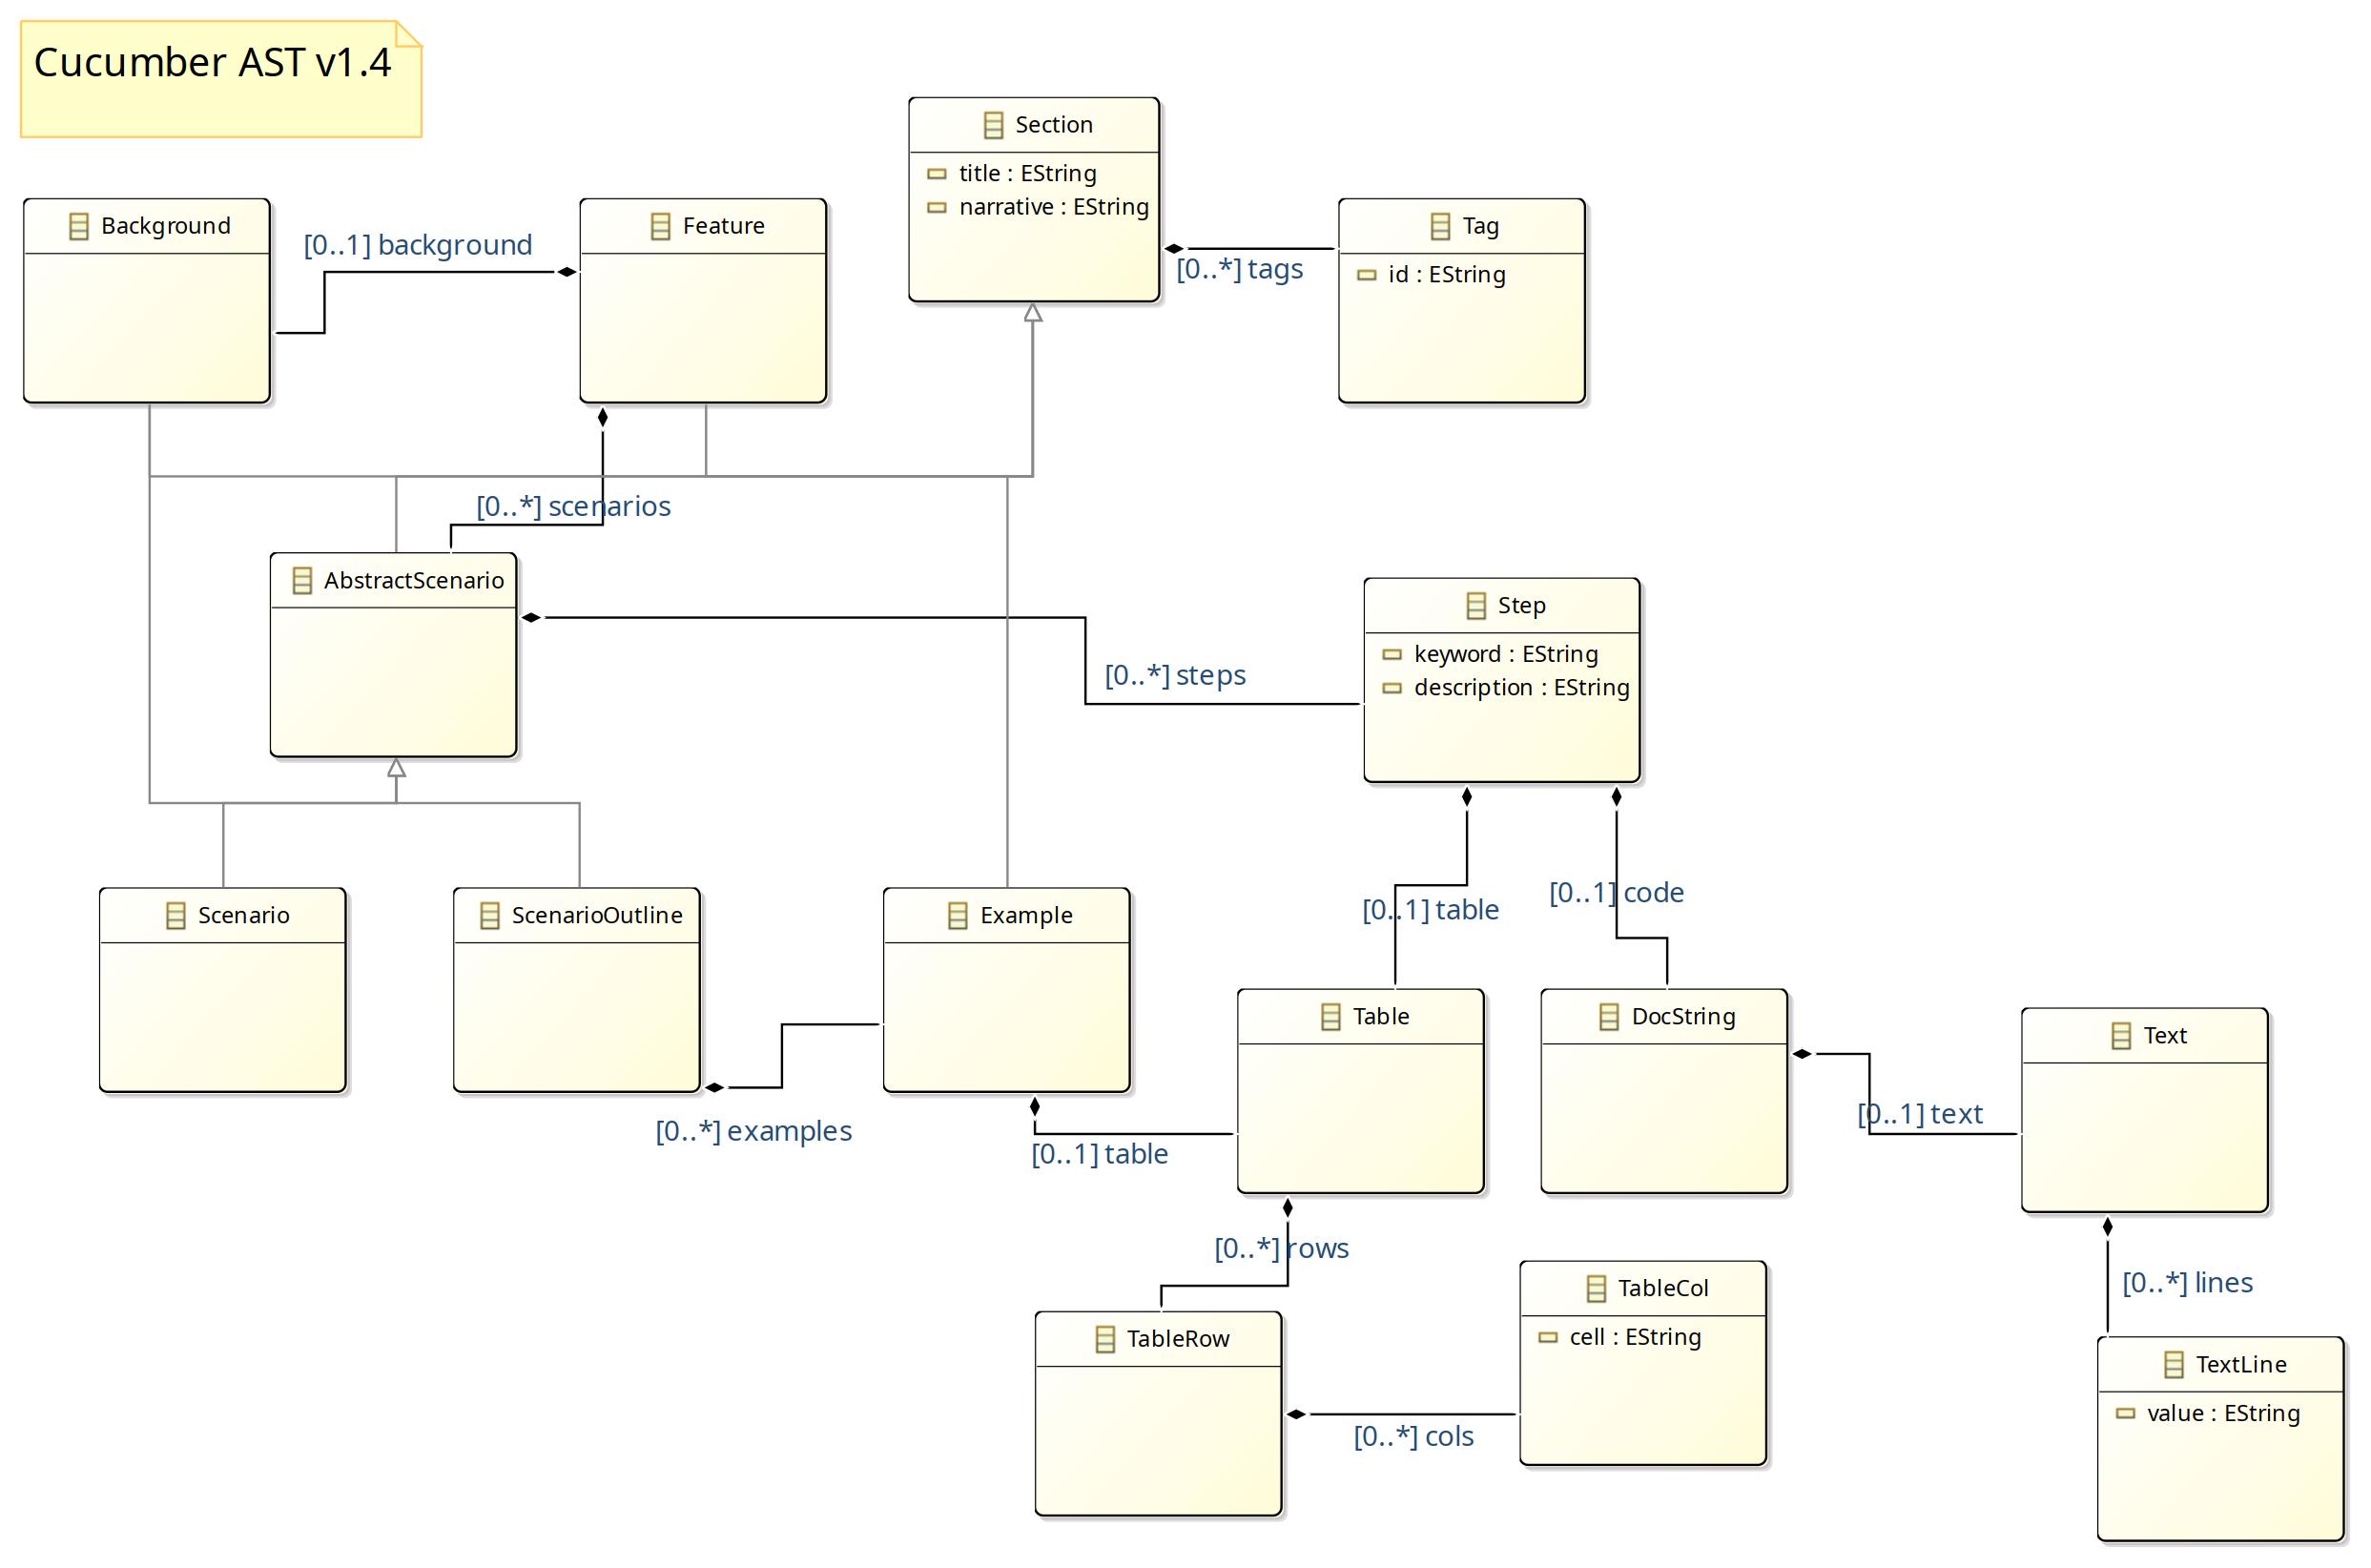 Cucumber AST v1.4
Section
title : EString
narrative : EString
Background
[0..1] background
Feature
Tag
id : EString
[0..*] tags
[0..*] scenarios
AbstractScenario
Step
keyword : EString
description : EString
[0..*] steps
[0..1] table
[0..1] code
Scenario
ScenarioOutline
Example
Table
DocString
Text
[0..*] examples
[0..1] table
[0..1] text
[0..*] rows
TableCol
cell : EString
[0..*] lines
TableRow
[0..*] cols
TextLine
value : EString